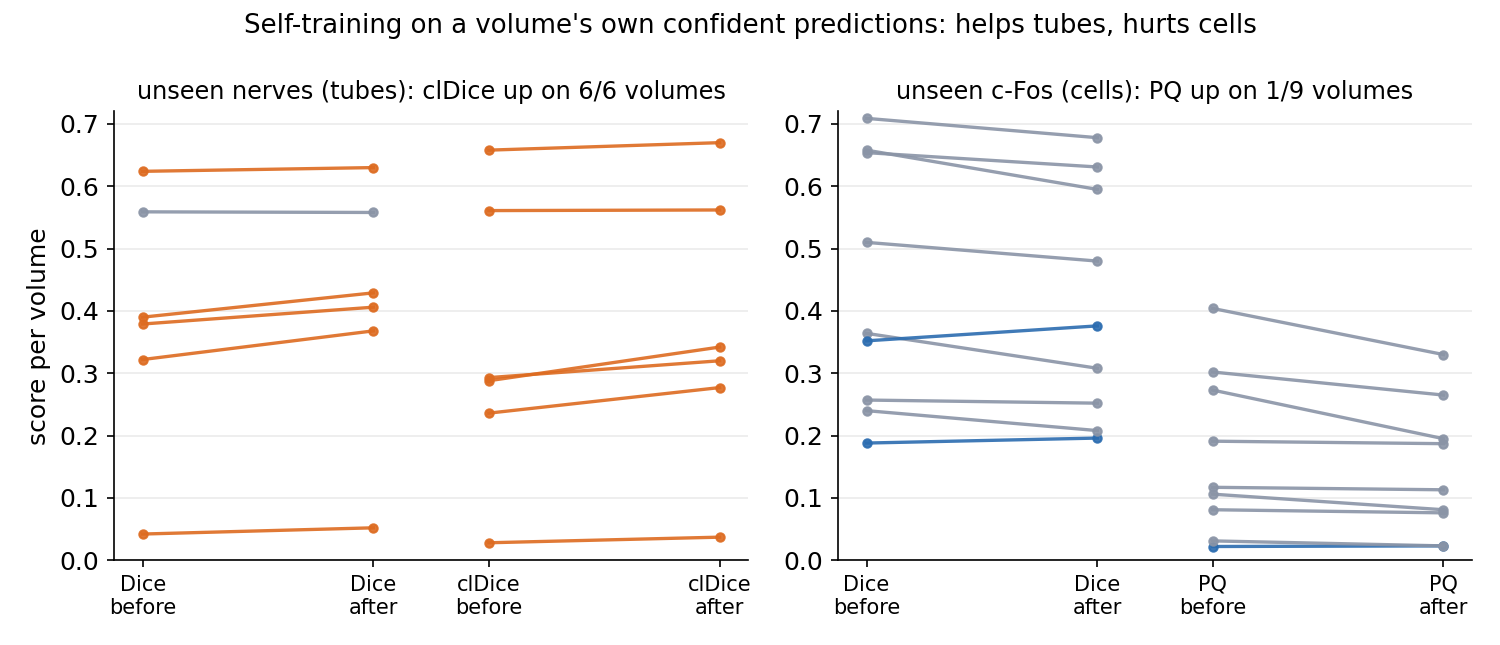 Self-training on a volume's own confident predictions: helps tubes, hurts cells
unseen nerves (tubes): clDice up on 6/6 volumes
score per volume
0.7
0.6
0.5
0.4
0.3
0.2
0.1
0.0
Dice before
Dice after
clDice before
clDice after
unseen c-Fos (cells): PQ up on 1/9 volumes
0.7
0.6
0.5
0.4
0.3
0.2
0.1
0.0
Dice before
Dice after
PQ before
PQ after